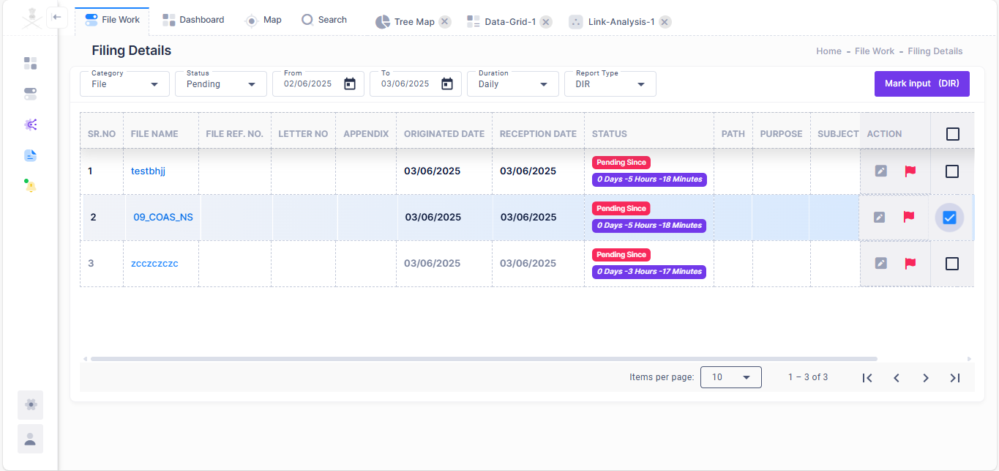 File Work
Dashboard
Map
Search
Tree Map
Data-Grid-1
Link-Analysis-1
Filing Details
Home - File Work - Filing Details
Category
File
Status
Pending
From
02/06/2025
To
03/06/2025
Duration
Daily
Report Type
DIR
Mark Input (DIR)
SR.NO FILE NAME FILE REF. NO. LETTER NO APPENDIX ORIGINATED DATE RECEPTION DATE STATUS PATH PURPOSE SUBJECT ACTION
1 testbhjj 03/06/2025 03/06/2025
Pending Since
0 Days -5 Hours -18 Minutes
2 09_COAS_NS 03/06/2025 03/06/2025
Pending Since
0 Days -5 Hours -18 Minutes
3 zcczczczc 03/06/2025 03/06/2025
Pending Since
0 Days -3 Hours -17 Minutes
Items per page: 10 1 – 3 of 3